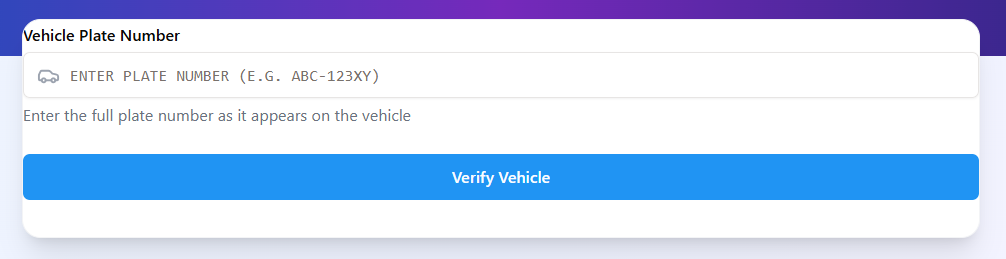 Vehicle Plate Number
ENTER PLATE NUMBER (E.G. ABC-123XY)
Enter the full plate number as it appears on the vehicle
Verify Vehicle